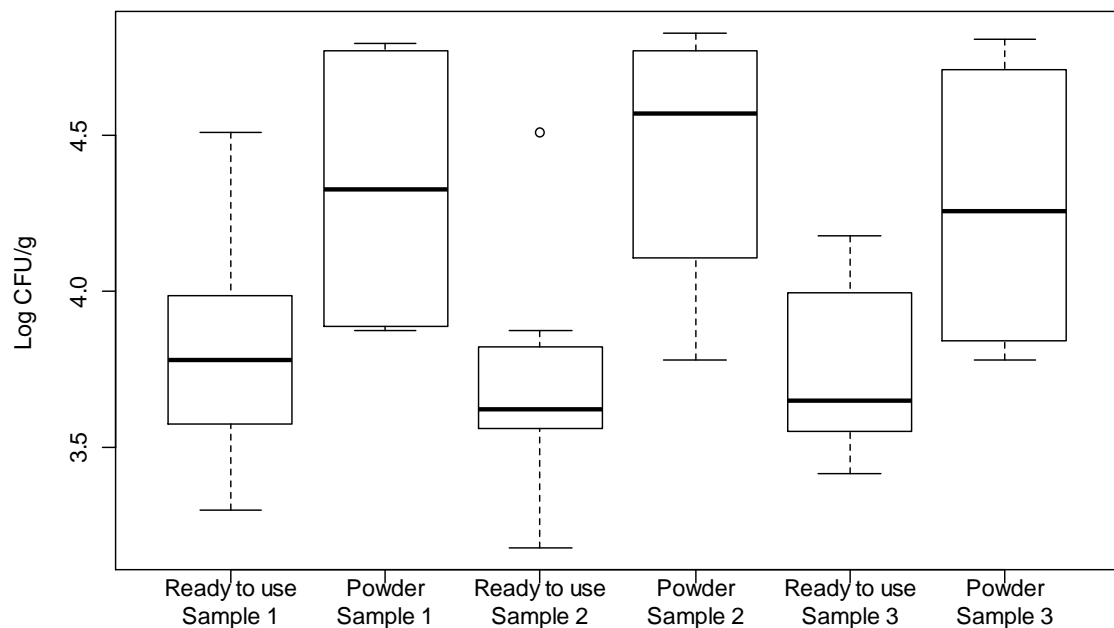 Log CFU/g
4.5
4.0
3.5
Ready to use
Sample 1
Powder
Sample 1
Ready to use
Sample 2
Powder
Sample 2
Ready to use
Sample 3
Powder
Sample 3